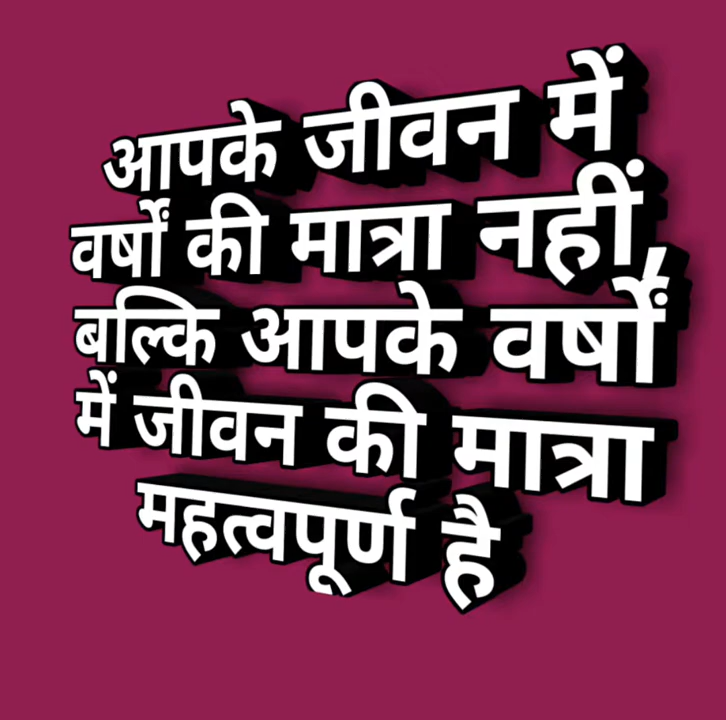 आपके जीवन में
वर्षों की मात्रा नहीं,
बल्कि आपके वर्षों
में जीवन की मात्रा
महत्वपूर्ण है